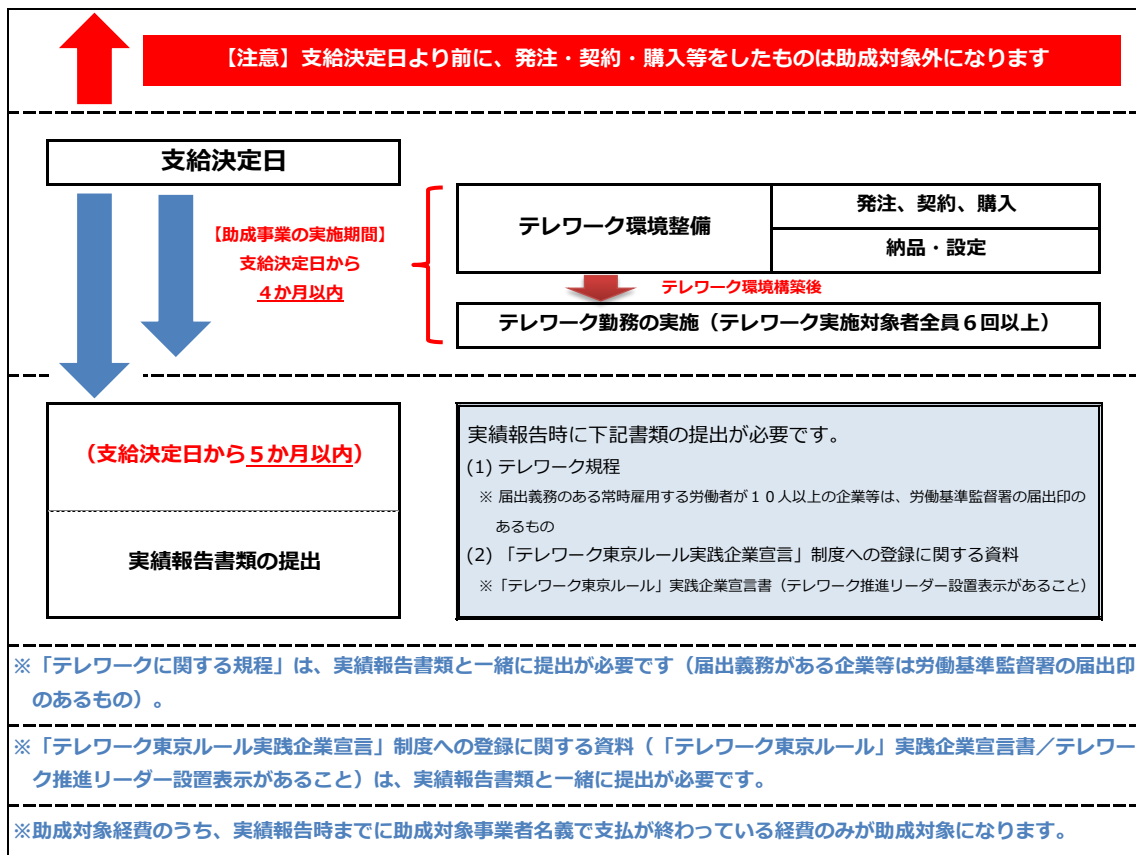 【注意】支給決定日より前に、発注・契約・購入等をしたものは助成対象外になります
支給決定日
【助成事業の実施期間】
支給決定日から
４か月以内
テレワーク環境整備
発注、契約、購入
納品・設定
テレワーク環境構築後
テレワーク勤務の実施（テレワーク実施対象者全員６回以上）
（支給決定日から５か月以内）
実績報告書類の提出
実績報告時に下記書類の提出が必要です。
(1) テレワーク規程
※ 届出義務のある常時雇用する労働者が１０人以上の企業等は、労働基準監督署の届出印の
あるもの
(2) 「テレワーク東京ルール実践企業宣言」制度への登録に関する資料
※「テレワーク東京ルール」実践企業宣言書（テレワーク推進リーダー設置表示があること）
※「テレワークに関する規程」は、実績報告書類と一緒に提出が必要です（届出義務がある企業等は労働基準監督署の届出印
のあるもの）。
※「テレワーク東京ルール実践企業宣言」制度への登録に関する資料（「テレワーク東京ルール」実践企業宣言書／テレワー
ク推進リーダー設置表示があること）は、実績報告書類と一緒に提出が必要です。
※助成対象経費のうち、実績報告時までに助成対象事業者名義で支払が終わっている経費のみが助成対象になります。